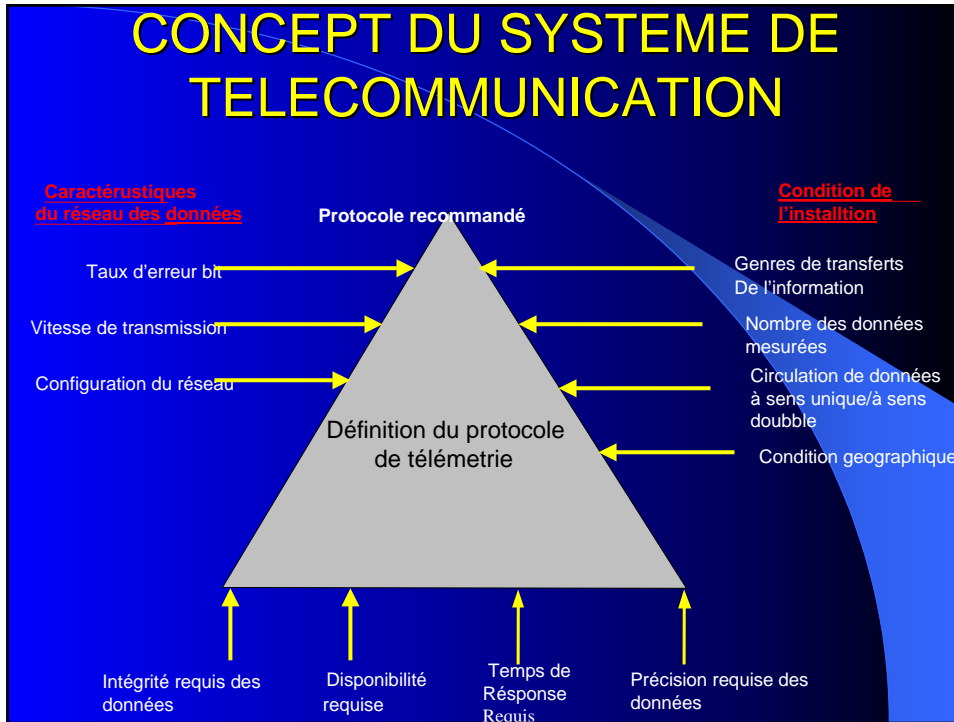 CONCEPT DU SYSTEME DE
TELECOMMUNICATION
Caractérustiques
du réseau des données
Protocole recommandé
Condition de
l'installtion
Taux d'erreur bit
Vitesse de transmission
Configuration du réseau
Genres de transferts
De l'information
Nombre des données
mesurées
Circulation de données
à sens unique/à sens
doubble
Condition geographique
Définition du protocole
de télémetrie
Intégrité requis des
données
Disponibilité
requise
Temps de
Résponse
Requis
Précision requise des
données